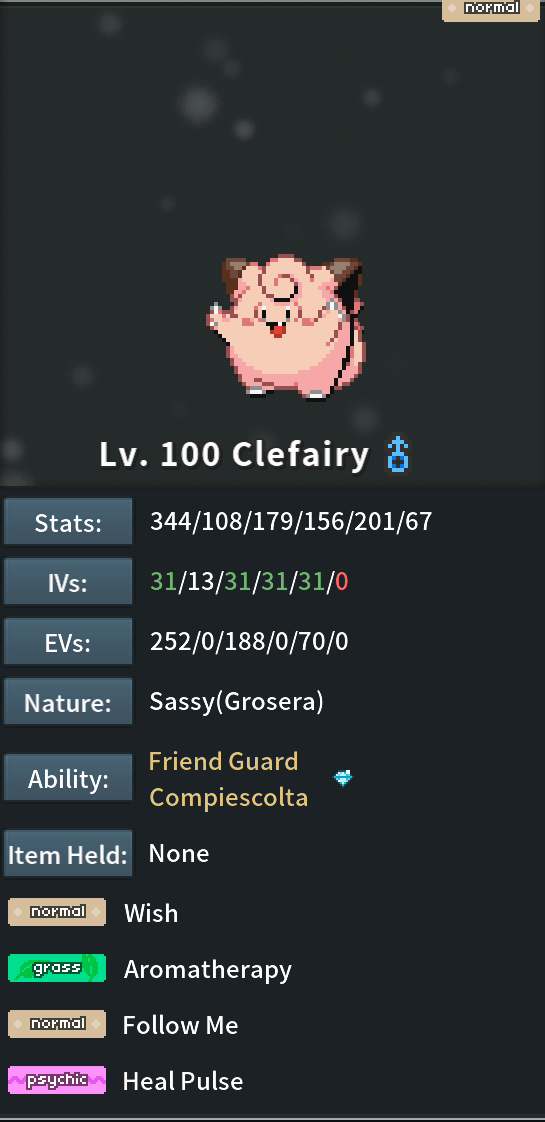 normal
Lv. 100 Clefairy
Stats: 344/108/179/156/201/67
IVs: 31/13/31/31/31/0
EVs: 252/0/188/0/70/0
Nature: Sassy(Grosera)
Ability: Friend Guard
Compiescolta
Item Held: None
normal Wish
grass Aromatherapy
normal Follow Me
psychic Heal Pulse